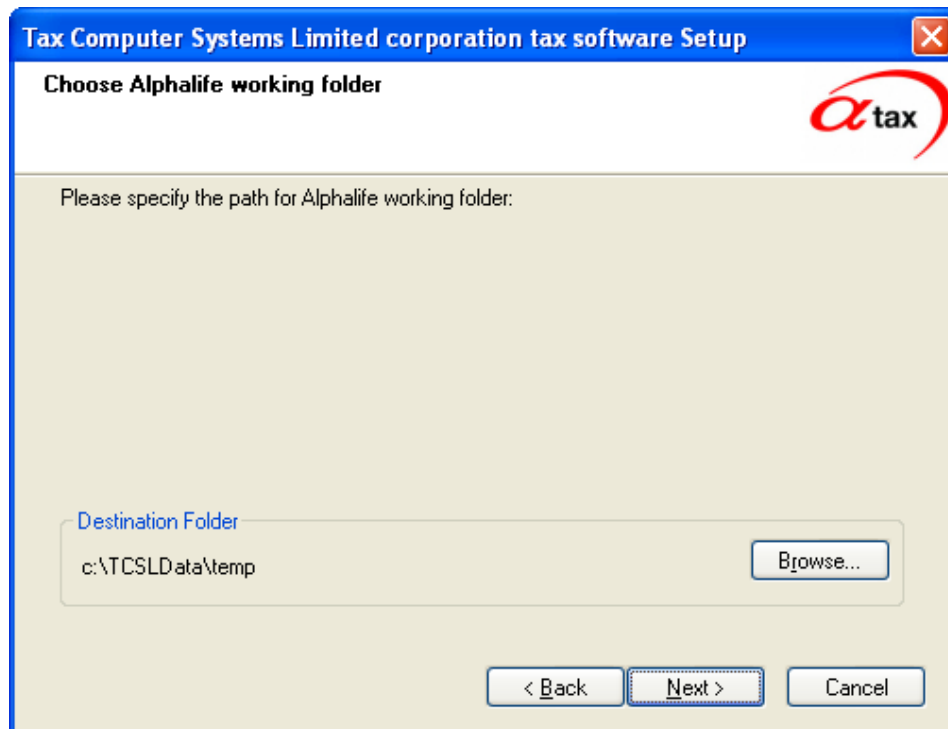 Tax Computer Systems Limited corporation tax software Setup
Choose Alphalife working folder
α tax
Please specify the path for Alphalife working folder:
Destination Folder
c:\TCSLData\temp
Browse...
< Back
Next >
Cancel